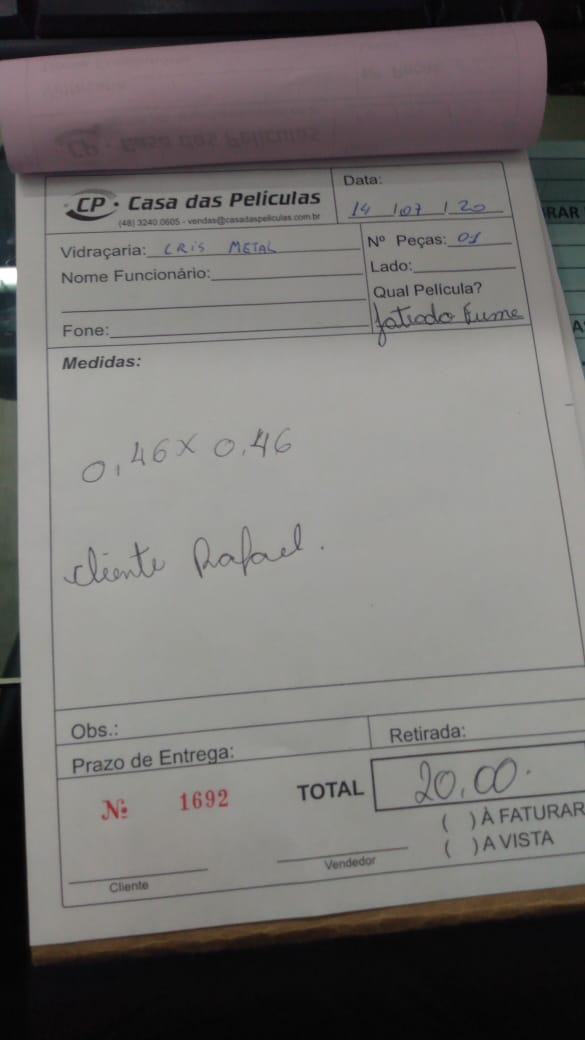 CP · Casa das Películas
(48) 3240.0605 - vendas@casadaspeliculas.com.br
Data:
14 / 07 / 20
Vidraçaria: CRIS METAL
Nº Peças: 01
Nome Funcionário:
Lado:
Qual Película?
Fone:
jateado Fume
Medidas:
0,46 x 0,46
cliente Rafael.
Obs.:
Retirada:
Prazo de Entrega:
Nº 1692
TOTAL 20,00.
( ) À FATURAR
( ) A VISTA
Cliente
Vendedor
RAR